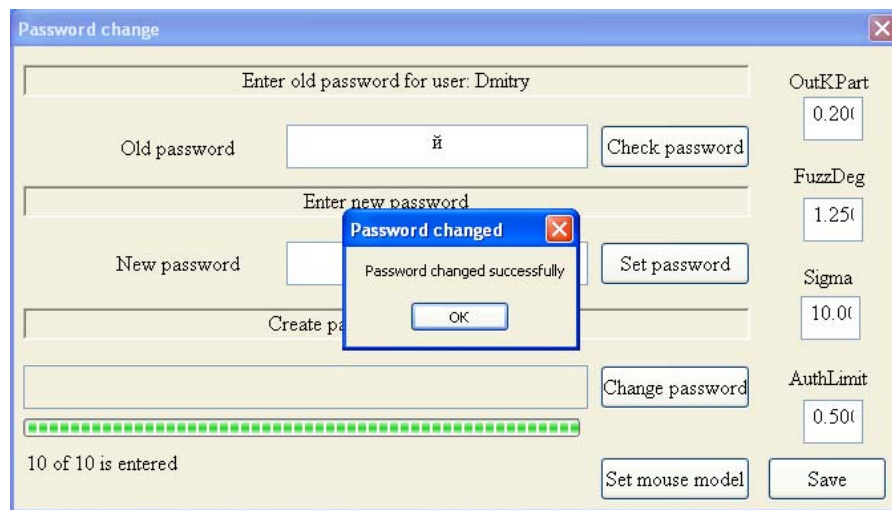 Password change
Enter old password for user: Dmitry
OutKPart
0.20(
Old password
й
Check password
FuzzDeg
Enter new password
1.25(
Password changed
New password
Password changed successfully
Set password
Sigma
OK
10.0(
Create pa
Change password
AuthLimit
0.50(
10 of 10 is entered
Set mouse model
Save